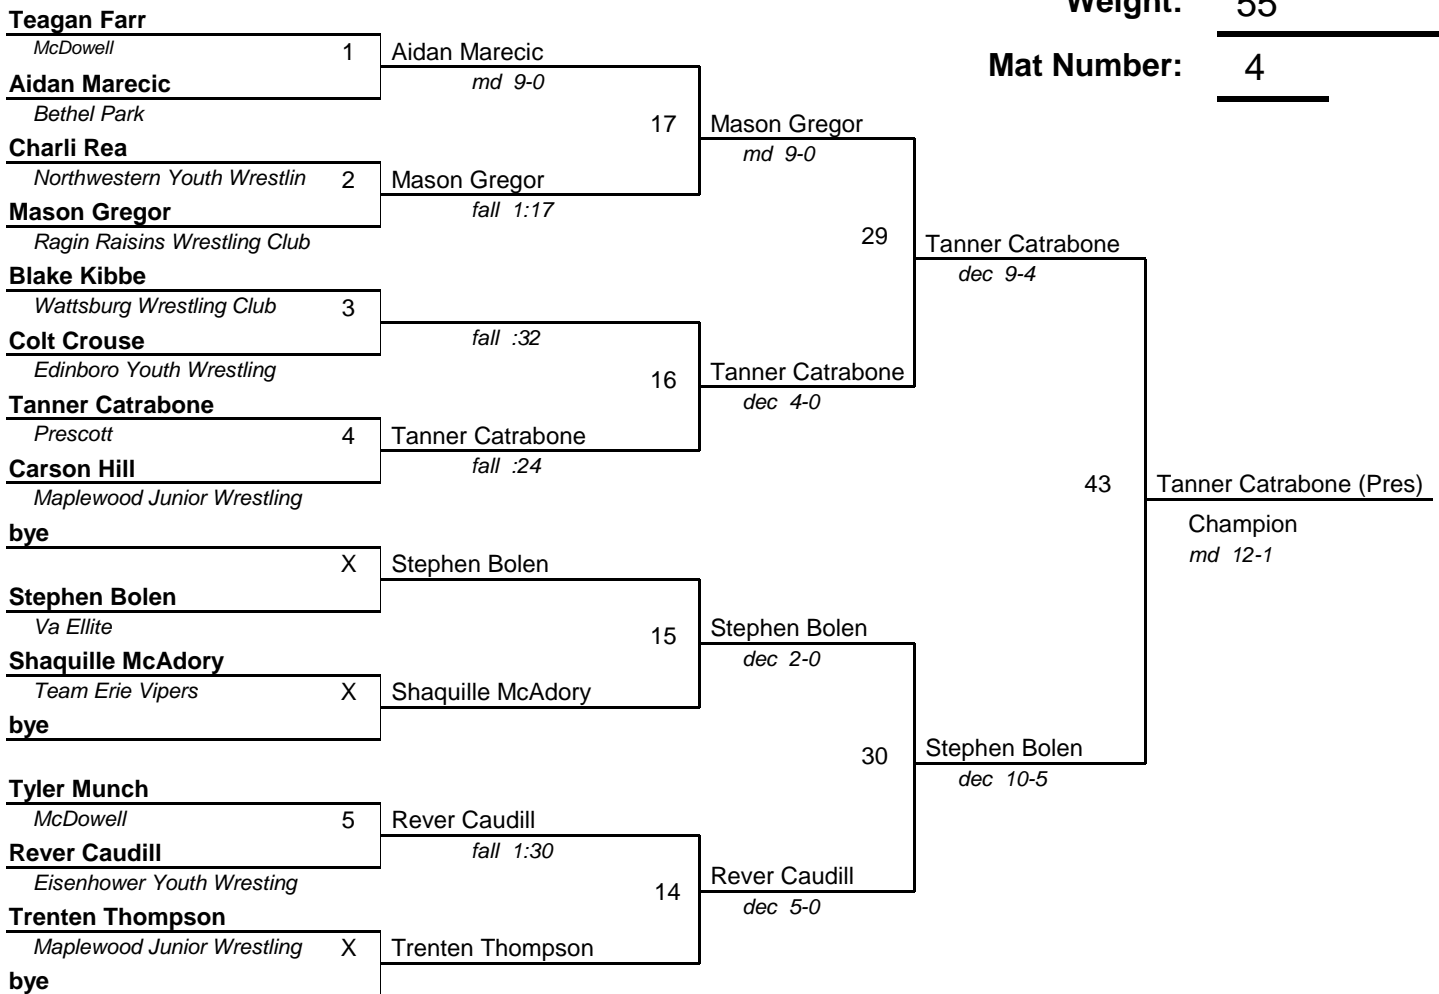 Weight: 55
Mat Number: 4
Teagan Farr
McDowell
1
Aidan Marecic
md 9-0
Aidan Marecic
Bethel Park
17
Mason Gregor
md 9-0
Charli Rea
Northwestern Youth Wrestlin
2
Mason Gregor
fall 1:17
Mason Gregor
Ragin Raisins Wrestling Club
29
Tanner Catrabone
dec 9-4
Blake Kibbe
Wattsburg Wrestling Club
3
fall :32
Colt Crouse
Edinboro Youth Wrestling
16
Tanner Catrabone
dec 4-0
Tanner Catrabone
Prescott
4
Tanner Catrabone
fall :24
Carson Hill
Maplewood Junior Wrestling
43
Tanner Catrabone (Pres)
Champion
md 12-1
bye
X
Stephen Bolen
Stephen Bolen
Va Ellite
15
Stephen Bolen
dec 2-0
Shaquille McAdory
Team Erie Vipers
X
Shaquille McAdory
bye
30
Stephen Bolen
dec 10-5
Tyler Munch
McDowell
5
Rever Caudill
fall 1:30
Rever Caudill
Eisenhower Youth Wresting
14
Rever Caudill
dec 5-0
Trenten Thompson
Maplewood Junior Wrestling
X
Trenten Thompson
bye